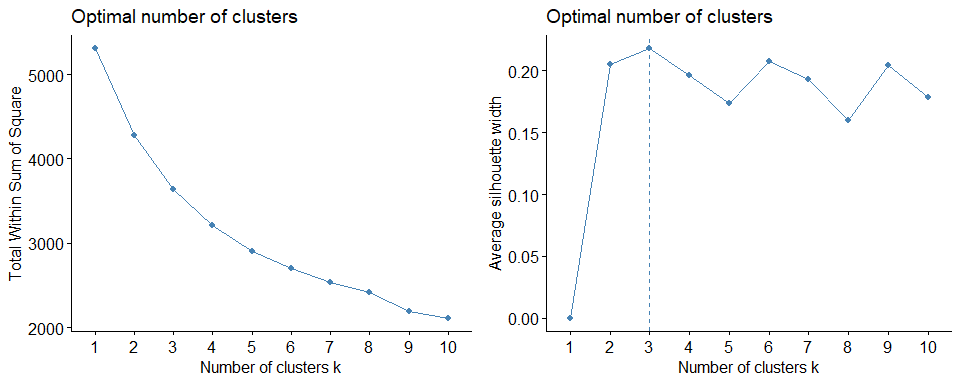 Optimal number of clusters
Total Within Sum of Square
5000
4000
3000
2000
1 2 3 4 5 6 7 8 9 10
Number of clusters k
Optimal number of clusters
Average silhouette width
0.20
0.15
0.10
0.05
0.00
1 2 3 4 5 6 7 8 9 10
Number of clusters k